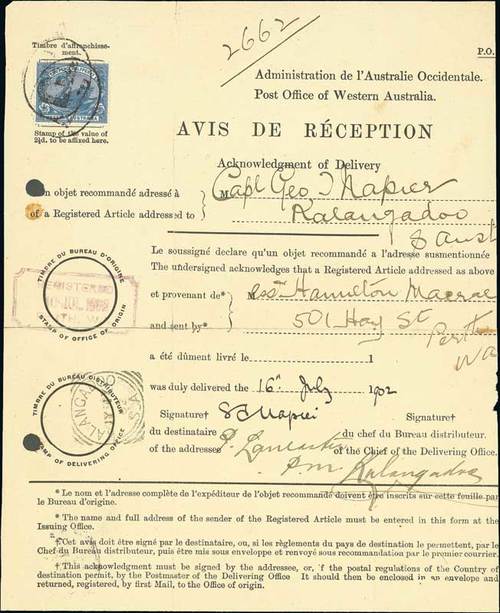 2662
Timbre d'affranchisse-
ment.
P.O.
Administration de l'Australie Occidentale.
Post Office of Western Australia.
Stamp of the value of
2½d. to be affixed here.
AVIS DE RÉCEPTION
Acknowledgment of Delivery
un objet recommandé adressé à M Capt Geo J Napier
of a Registered Article addressed to Kalangadoo
S Aust
Le soussigné déclare qu'un objet recommandé à l'adresse susmentionnée
The undersigned acknowledges that a Registered Article addressed as above
et provenant de* M Hamilton Macrae
and sent by* 501 Hay St Perth
WA
a été dûment livré le 1
was duly delivered the 16th July 1902
TIMBRE DU BUREAU D'ORIGINE
STAMP OF OFFICE OF ORIGIN
REGISTERED
TIMBRE DU BUREAU DISTRIBUTEUR
STAMP OF DELIVERING OFFICE
KALANGADOO
S.A
Signature† Napier Signature†
du destinataire P. Lancaster du chef du Bureau distributeur.
of the addressee of the Chief of the Delivering Office.
P.M Kalangadoo
* Le nom et l'adresse complète de l'expéditeur de l'objet recommandé doivent être inscrits sur cette feuille par
le Bureau d'origine.
* The name and full address of the sender of the Registered Article must be entered in this form at the
Issuing Office.
† Cet avis doit être signé par le destinataire, ou, si les règlements du pays de destination le permettent, par le
Chef du Bureau distributeur, puis être mis sous enveloppe et renvoyé sous recommandation par le premier courrier.
† This acknowledgment must be signed by the addressee, or, if the postal regulations of the Country of
destination permit, by the Postmaster of the Delivering Office. It should then be enclosed in an envelope and
returned, registered, by first Mail, to the Office of origin.